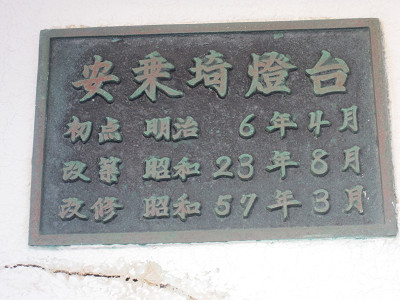 安乗埼燈台
初点 明治 6年4月
改築 昭和23年8月
改修 昭和57年3月